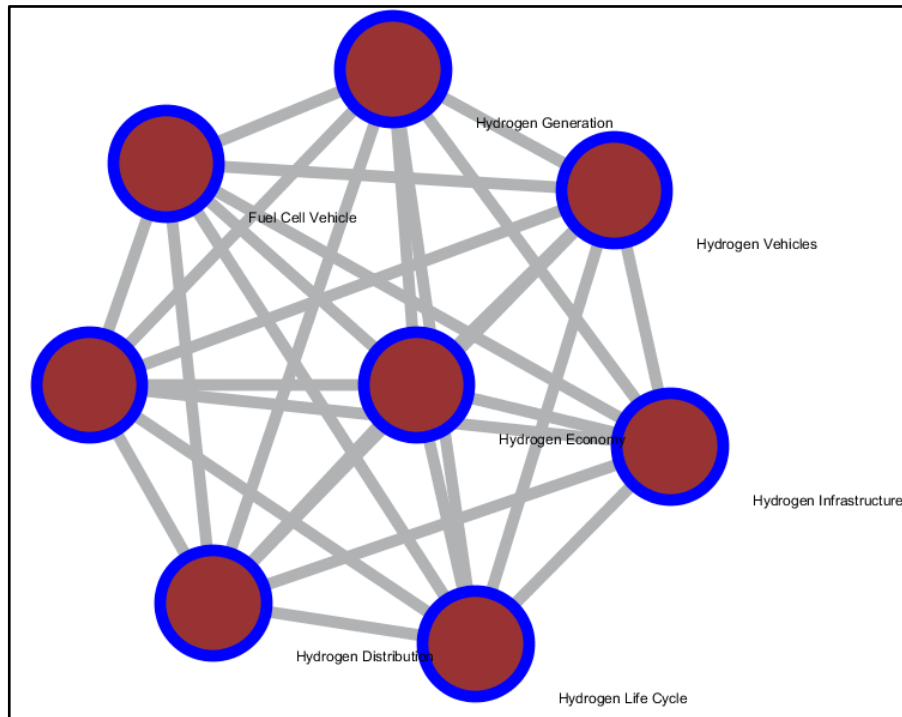 Hydrogen Generation
Fuel Cell Vehicle
Hydrogen Vehicles
Hydrogen Economy
Hydrogen Infrastructure
Hydrogen Distribution
Hydrogen Life Cycle